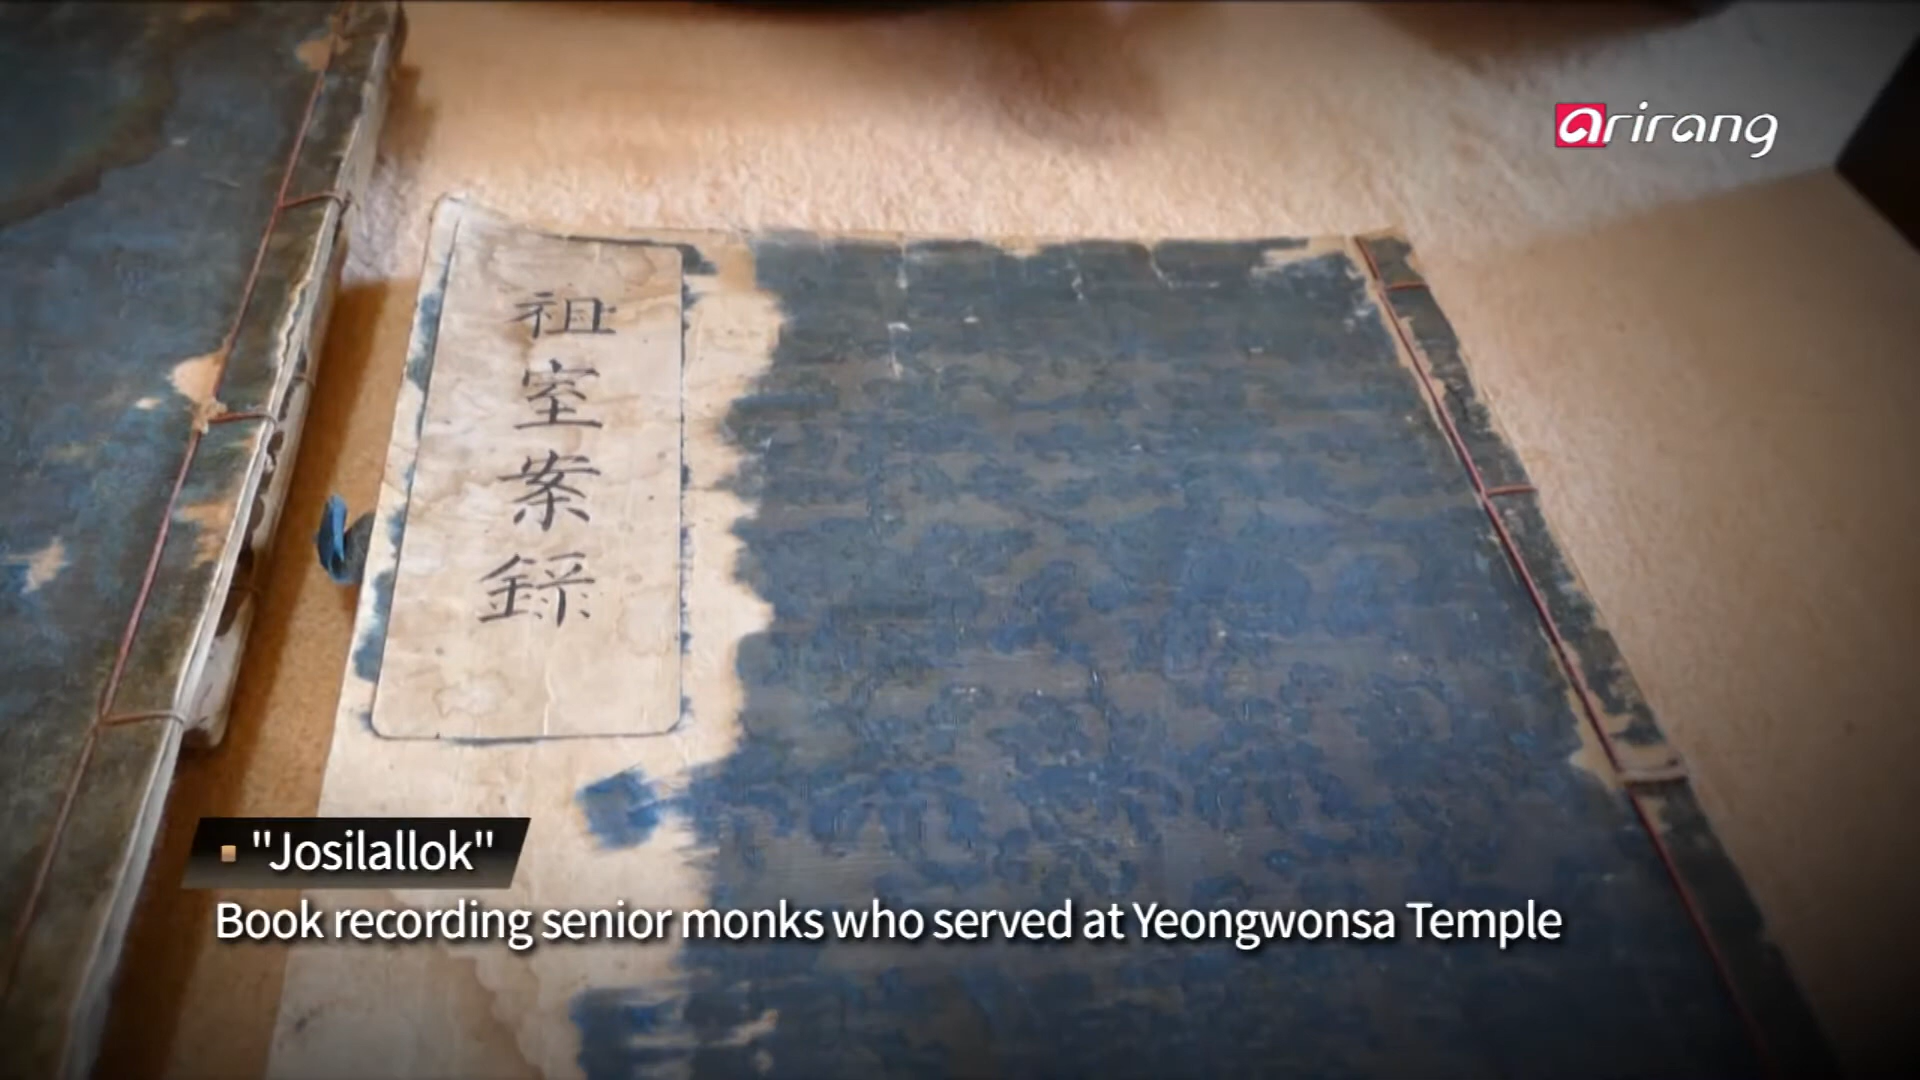 arirang
祖室案錄
"Josilallok"
Book recording senior monks who served at Yeongwonsa Temple